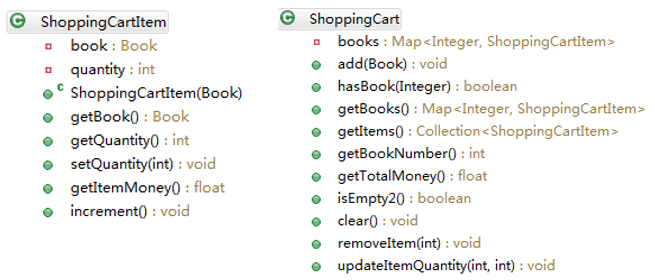 ShoppingCartItem
book : Book
quantity : int
ShoppingCartItem(Book)
getBook() : Book
getQuantity() : int
setQuantity(int) : void
getItemMoney() : float
increment() : void
ShoppingCart
books : Map<Integer, ShoppingCartItem>
add(Book) : void
hasBook(Integer) : boolean
getBooks() : Map<Integer, ShoppingCartItem>
getItems() : Collection<ShoppingCartItem>
getBookNumber() : int
getTotalMoney() : float
isEmpty2() : boolean
clear() : void
removeItem(int) : void
updateItemQuantity(int, int) : void